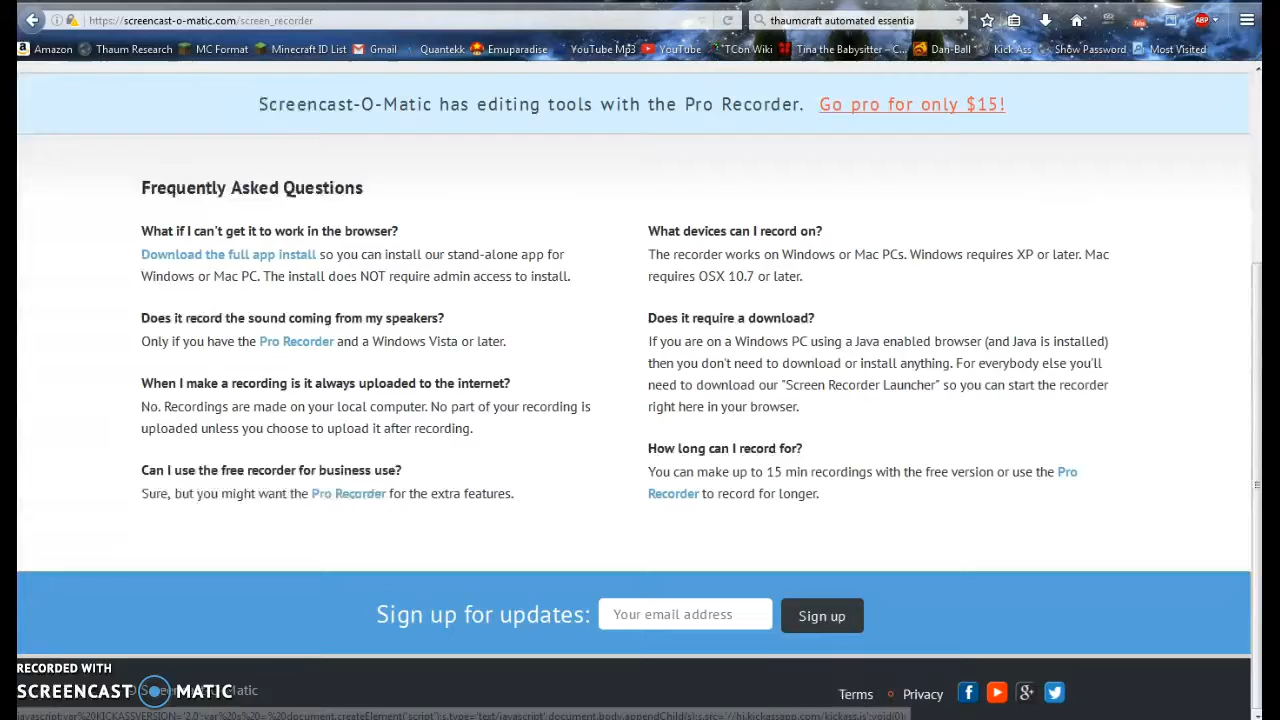 https://screencast-o-matic.com/screen_recorder
thaumcraft automated essentia
ABP
Amazon
Thaum Research
MC Format
Minecraft ID List
Gmail
Quantekk
Emuparadise
YouTube Mp3
YouTube
TCon Wiki
Tina the Babysitter – C...
Dan-Ball
Kick Ass
Show Password
Most Visited
Screencast-O-Matic has editing tools with the Pro Recorder. Go pro for only $15!
Frequently Asked Questions
What if I can't get it to work in the browser?
Download the full app install so you can install our stand-alone app for
Windows or Mac PC. The install does NOT require admin access to install.
Does it record the sound coming from my speakers?
Only if you have the Pro Recorder and a Windows Vista or later.
When I make a recording is it always uploaded to the internet?
No. Recordings are made on your local computer. No part of your recording is
uploaded unless you choose to upload it after recording.
Can I use the free recorder for business use?
Sure, but you might want the Pro Recorder for the extra features.
What devices can I record on?
The recorder works on Windows or Mac PCs. Windows requires XP or later. Mac
requires OSX 10.7 or later.
Does it require a download?
If you are on a Windows PC using a Java enabled browser (and Java is installed)
then you don't need to download or install anything. For everybody else you'll
need to download our "Screen Recorder Launcher" so you can start the recorder
right here in your browser.
How long can I record for?
You can make up to 15 min recordings with the free version or use the Pro
Recorder to record for longer.
Sign up for updates:
Your email address
Sign up
RECORDED WITH
SCREENCAST MATIC
Matic
Terms
Privacy